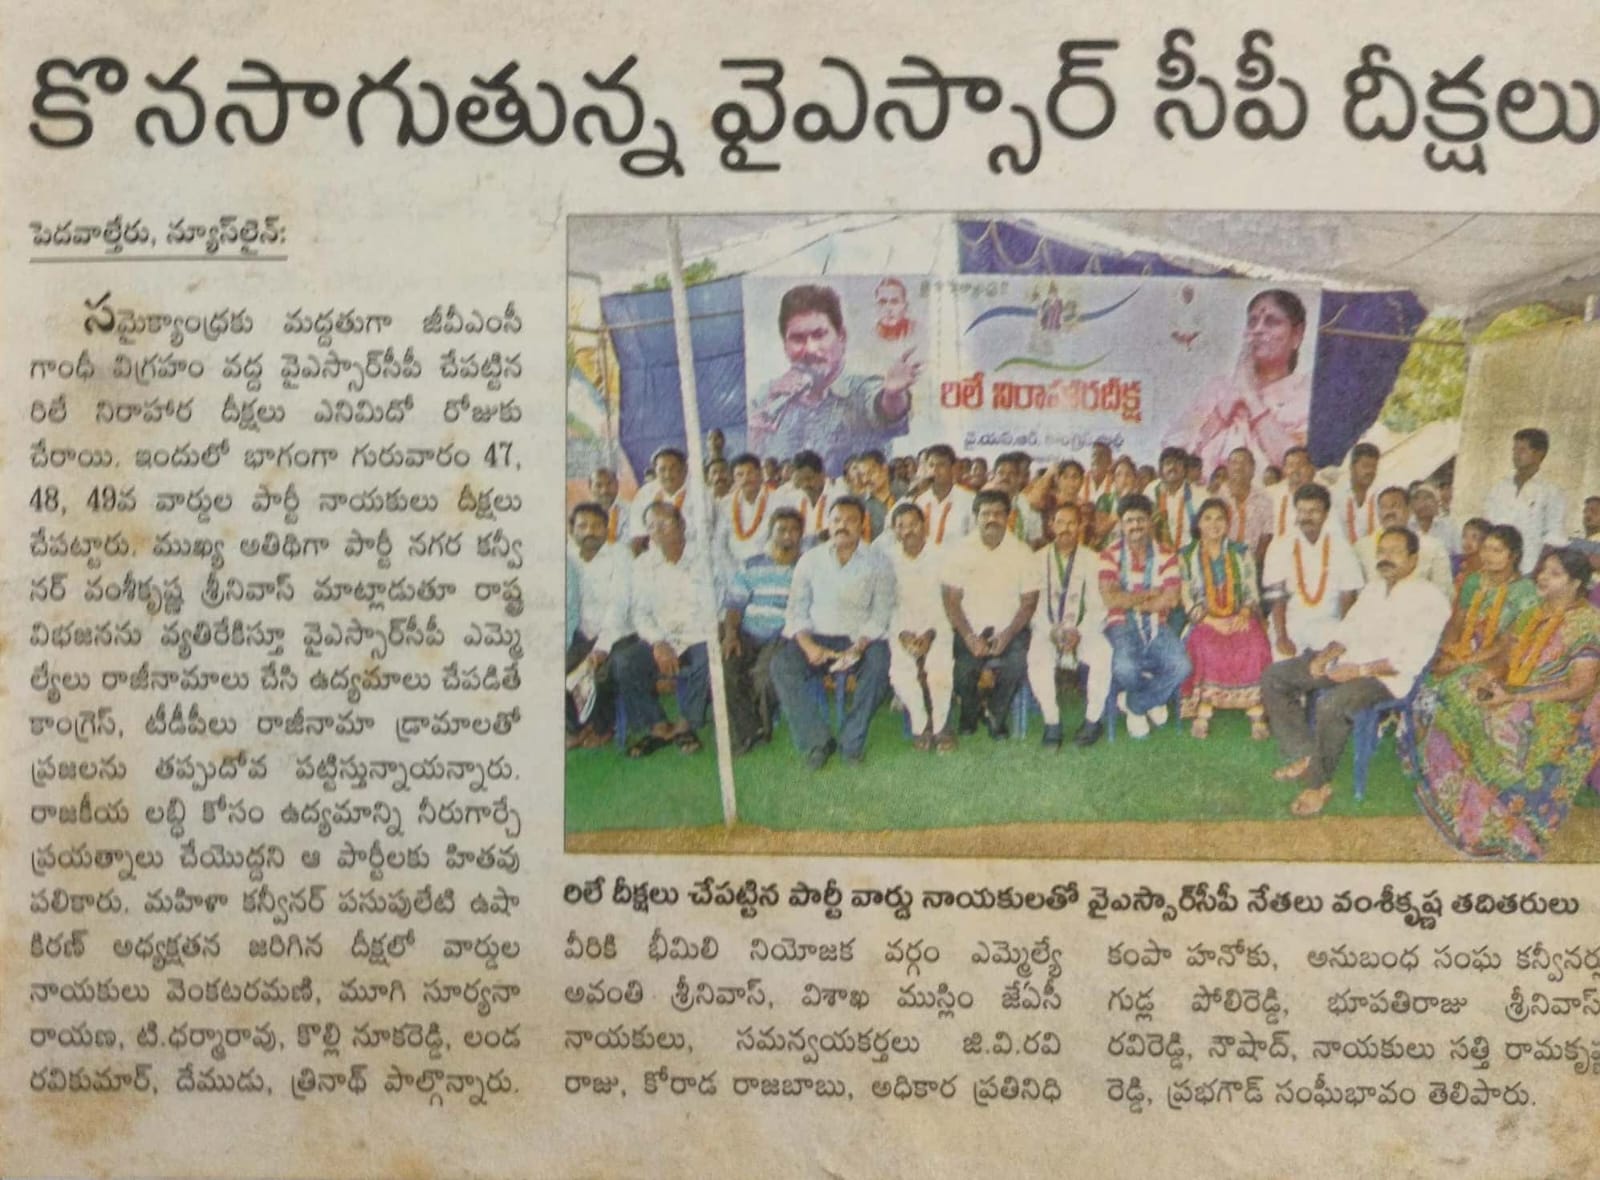 కొనసాగుతున్న వైఎస్సార్ సీపీ దీక్షలు
పెదవాల్తేరు, న్యూస్‌లైన్:
సమైక్యాంధ్రకు మద్దతుగా జీవీఎంసీ
గాంధీ విగ్రహం వద్ద వైఎస్సార్‌సీపీ చేపట్టిన
రిలే నిరాహార దీక్షలు ఎనిమిదో రోజుకు
చేరాయి. ఇందులో భాగంగా గురువారం 47,
48, 49వ వార్డుల పార్టీ నాయకులు దీక్షలు
చేపట్టారు. ముఖ్య అతిథిగా పార్టీ నగర కన్వీ
నర్ వంశీకృష్ణ శ్రీనివాస్ మాట్లాడుతూ రాష్ట్ర
విభజనను వ్యతిరేకిస్తూ వైఎస్సార్‌సీపీ ఎమ్మె
ల్యేలు రాజీనామాలు చేసి ఉద్యమాలు చేపడితే
కాంగ్రెస్, టీడీపీలు రాజీనామా డ్రామాలతో
ప్రజలను తప్పుదోవ పట్టిస్తున్నాయన్నారు.
రాజకీయ లబ్ధి కోసం ఉద్యమాన్ని నీరుగార్చే
ప్రయత్నాలు చేయొద్దని ఆ పార్టీలకు హితవు
పలికారు. మహిళా కన్వీనర్ పసుపులేటి ఉషా
కిరణ్ అధ్యక్షతన జరిగిన దీక్షలో వార్డుల
నాయకులు వెంకటరమణి, మూగి సూర్యనా
రాయణ, టి.ధర్మారావు, కొల్లి నూకరెడ్డి, లండ
రవికుమార్, దేముడు, త్రినాథ్ పాల్గొన్నారు.
రిలే నిరాహారదీక్ష
వై.యస్.ఆర్. కాంగ్రెస్ పార్టీ
రిలే దీక్షలు చేపట్టిన పార్టీ వార్డు నాయకులతో వైఎస్సార్‌సీపీ నేతలు వంశీకృష్ణ తదితరులు
వీరికి భీమిలి నియోజక వర్గం ఎమ్మెల్యే
అవంతి శ్రీనివాస్, విశాఖ ముస్లిం జేఏసీ
నాయకులు, సమన్వయకర్తలు జి.వి.రవి
రాజు, కోరాడ రాజబాబు, అధికార ప్రతినిధి
కంపా హనోకు, అనుబంధ సంఘ కన్వీనర్లు
గుడ్ల పోలిరెడ్డి, భూపతిరాజు శ్రీనివాస్
రవిరెడ్డి, నౌషాద్, నాయకులు సత్తి రామకృష్ణ
రెడ్డి, ప్రభగౌడ్ సంఘీభావం తెలిపారు.